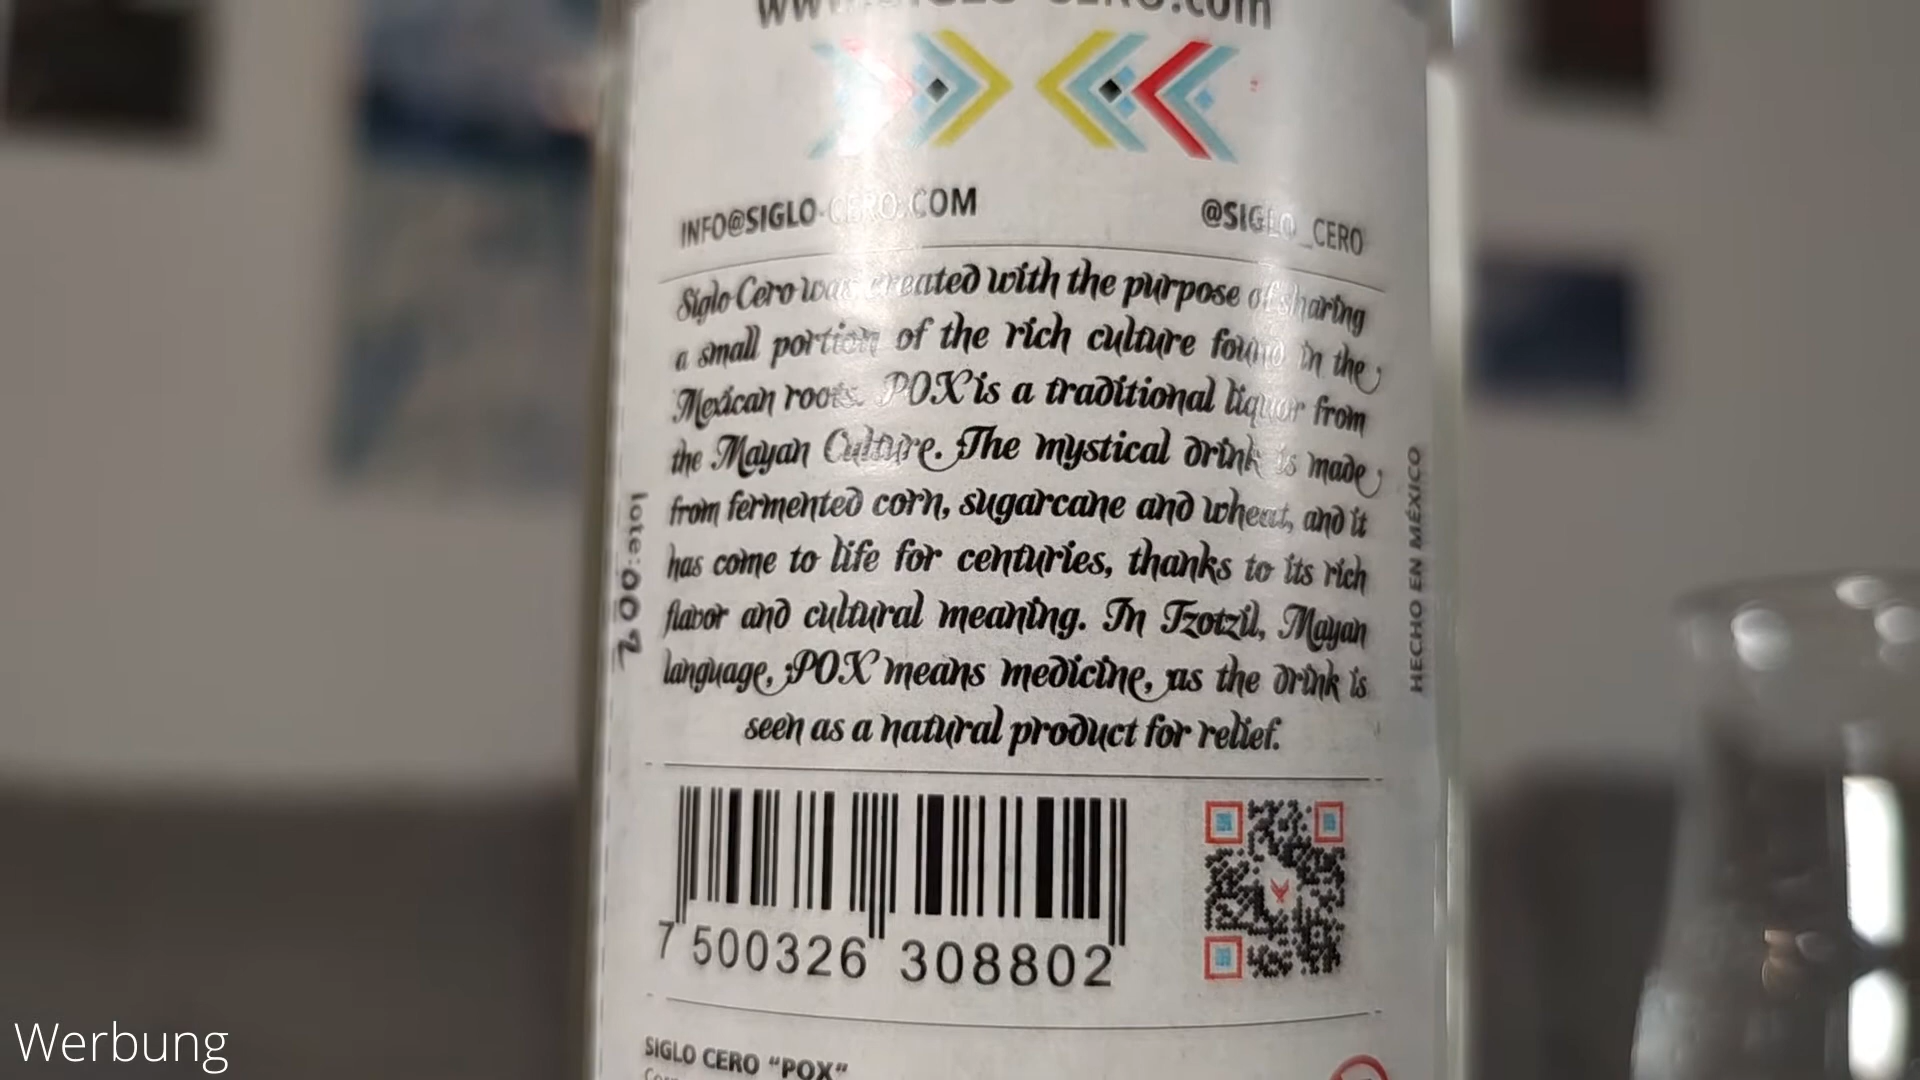 www.SIGLO-CERO.com
INFO@SIGLO-CERO.COM
@SIGLO_CERO
Siglo Cero was created with the purpose of sharing
a small portion of the rich culture found in the
Mexican roots. POX is a traditional liquor from
the Mayan Culture. The mystical drink is made
from fermented corn, sugarcane and wheat, and it
has come to life for centuries, thanks to its rich
flavor and cultural meaning. In Tzotzil, Mayan
language, POX means medicine, as the drink is
seen as a natural product for relief.
lote:002
HECHO EN MÉXICO
7 500326 308802
SIGLO CERO "POX"
Werbung